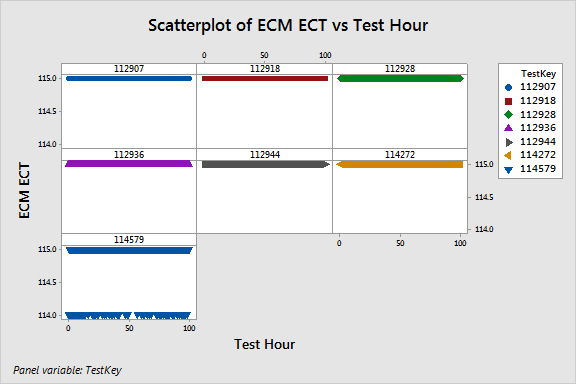 Scatterplot of ECM ECT vs Test Hour
0 50 100
112907 112918 112928
115.0
114.5
114.0
112936 112944 114272
115.0
114.5
114.0
0 50 100
114579
115.0
114.5
114.0
0 50 100
ECM ECT
Test Hour
TestKey
112907
112918
112928
112936
112944
114272
114579
Panel variable: TestKey